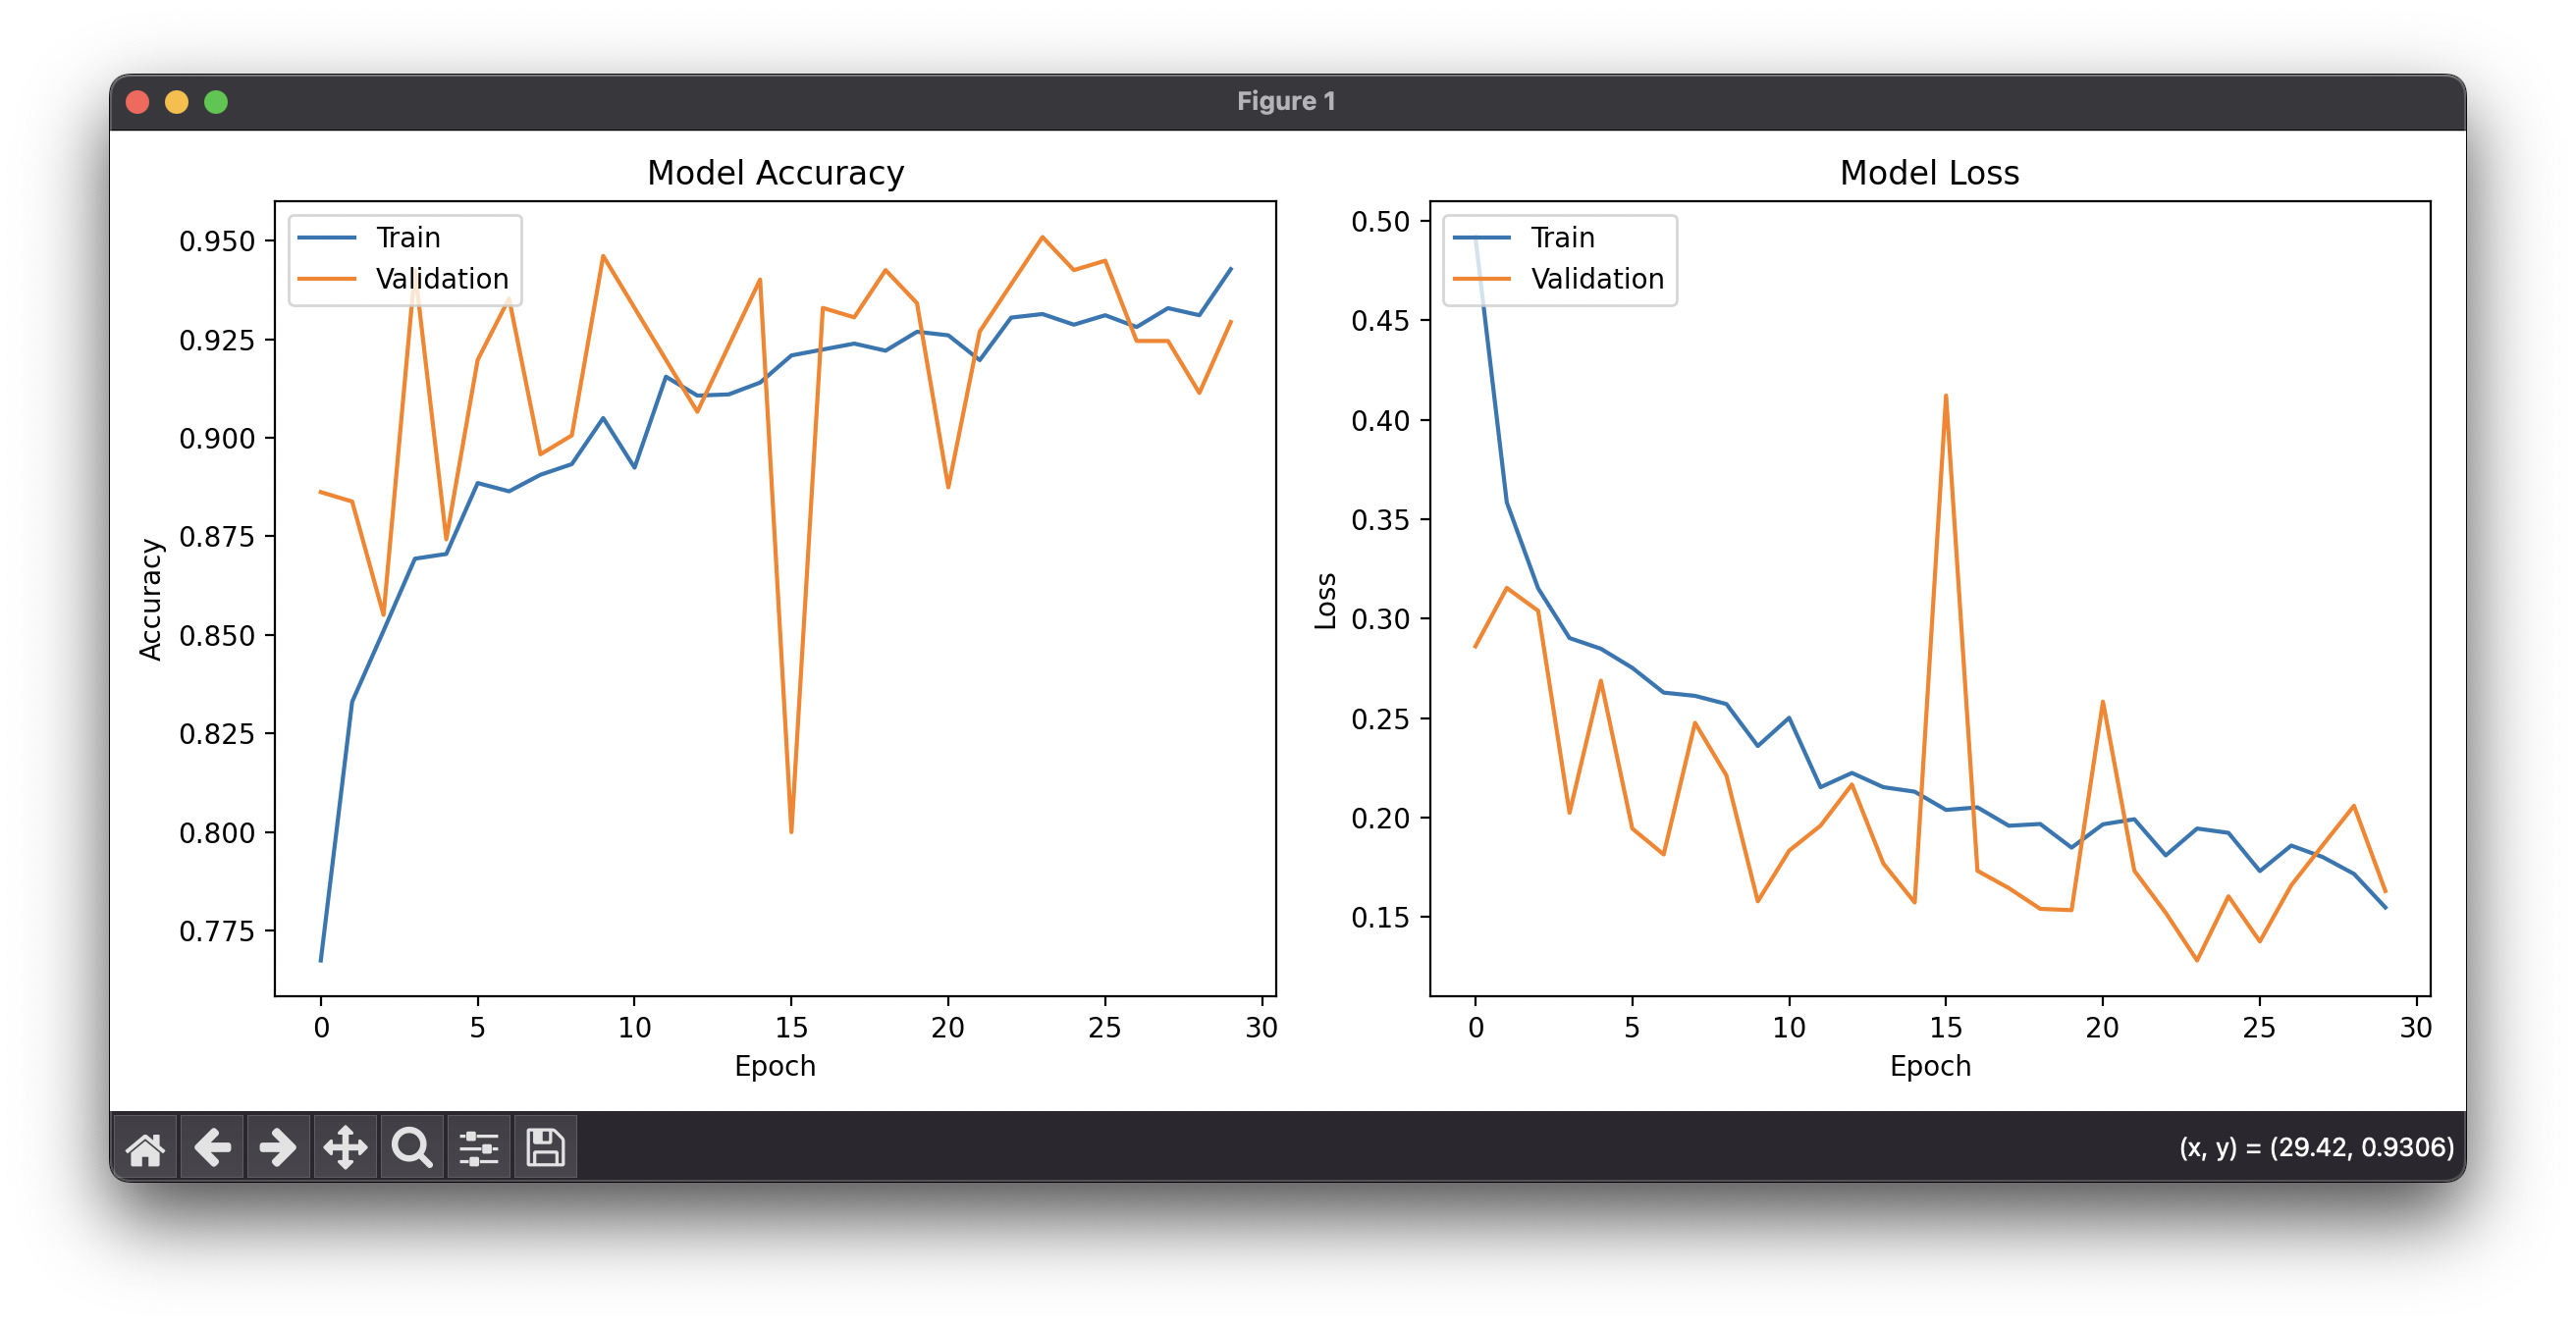 Figure 1
Model Accuracy
Train
Validation
0.950
0.925
0.900
0.875
0.850
0.825
0.800
0.775
Accuracy
0 5 10 15 20 25 30
Epoch
Model Loss
Train
Validation
0.50
0.45
0.40
0.35
0.30
0.25
0.20
0.15
Loss
0 5 10 15 20 25 30
Epoch
(x, y) = (29.42, 0.9306)